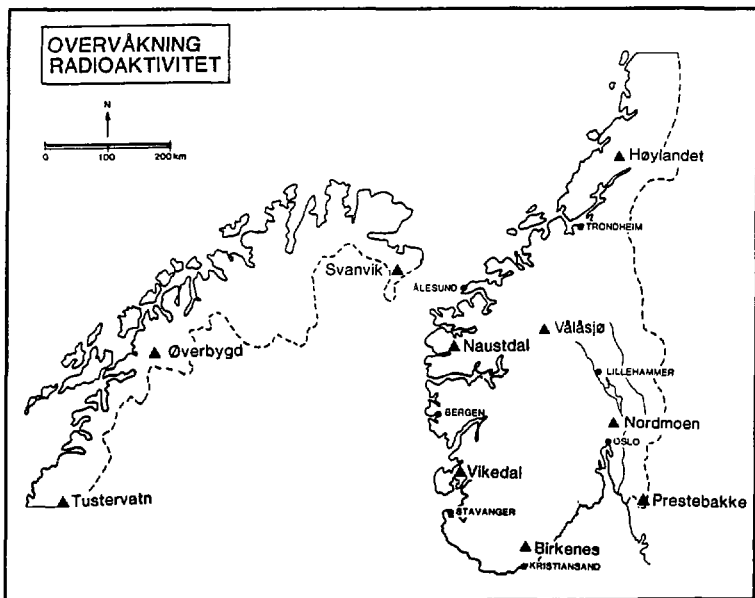 OVERVÅKNING
RADIOAKTIVITET
N
0 100 200 km
Høylandet
TRONDHEIM
Svanvik
ÅLESUND
Øverbygd
Naustdal
Vålåsjø
LILLEHAMMER
BERGEN
Nordmoen
OSLO
Tustervatn
Vikedal
Prestebakke
STAVANGER
Birkenes
KRISTIANSAND